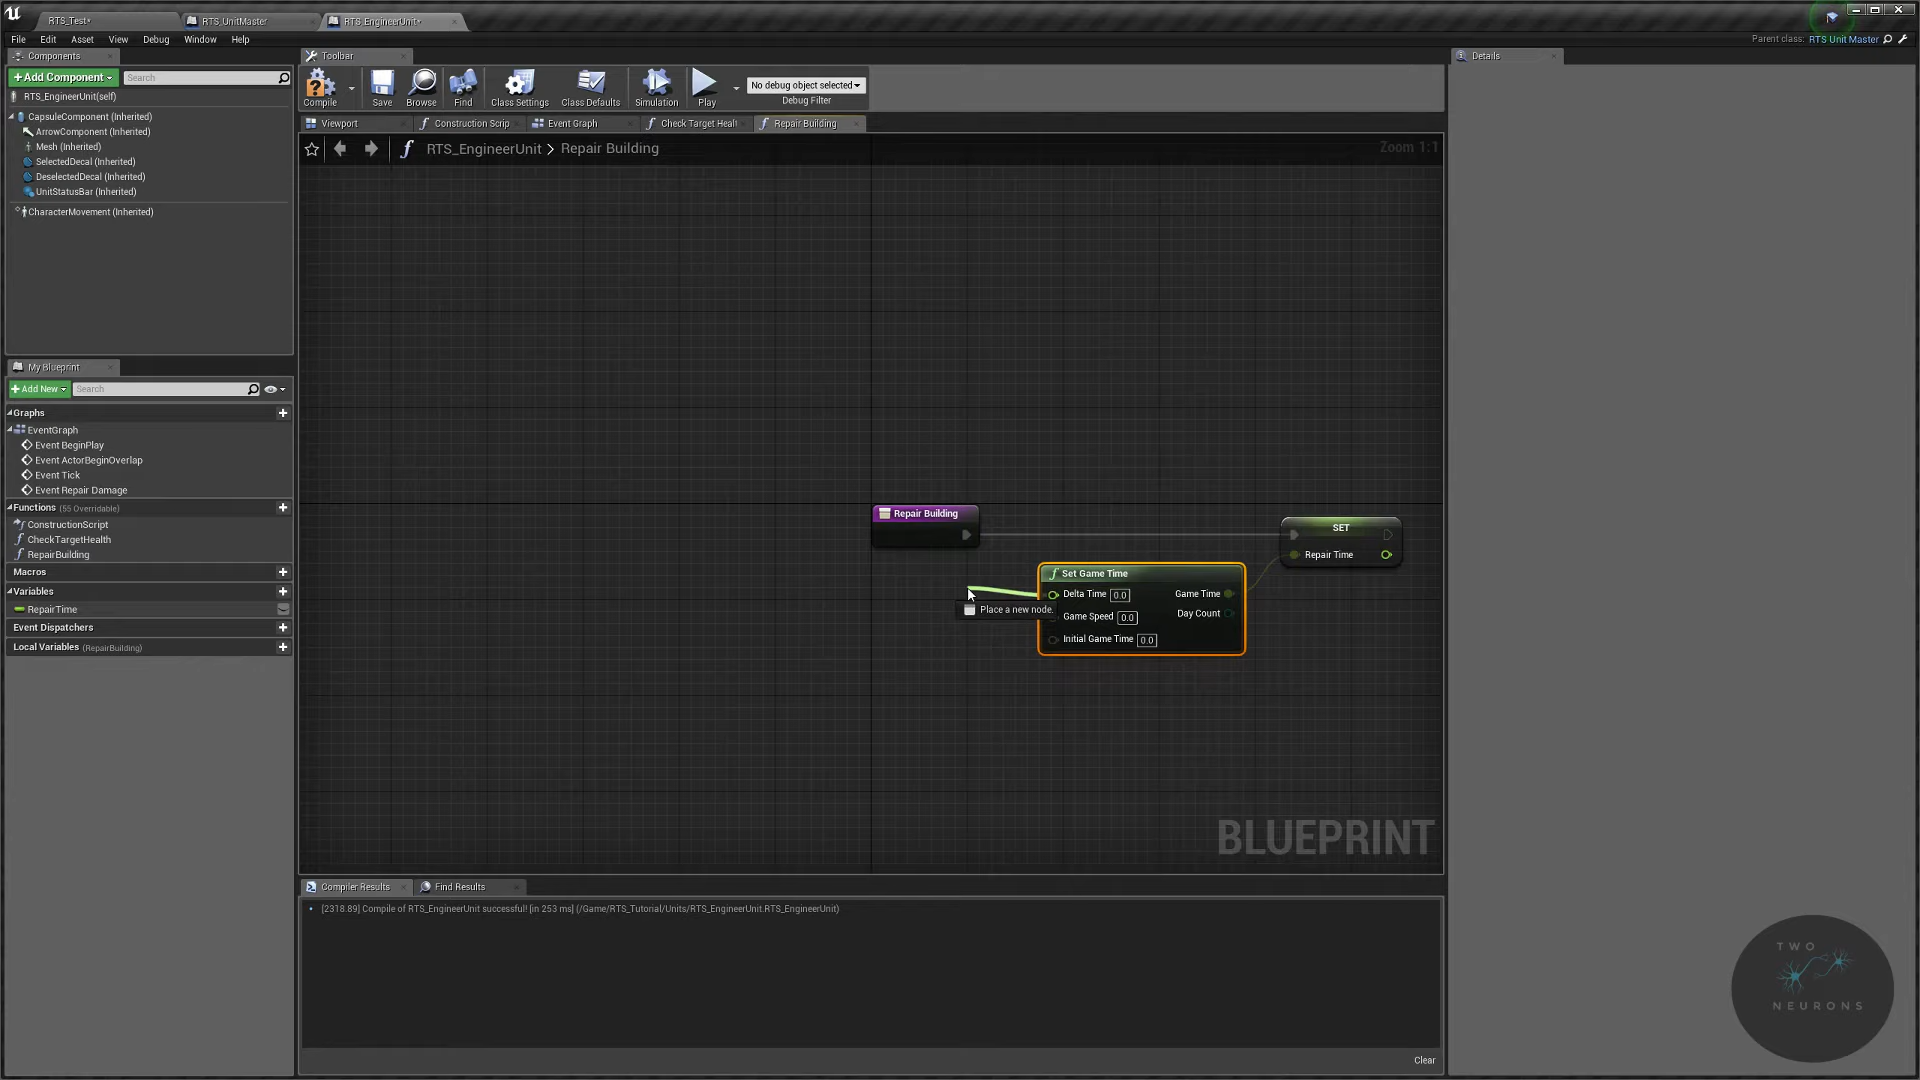 RTS_Test*
RTS_UnitMaster
RTS_EngineerUnit*
File
Edit
Asset
View
Debug
Window
Help
Parent class: RTS Unit Master
Components
+Add Component
Search
RTS_EngineerUnit(self)
CapsuleComponent (Inherited)
ArrowComponent (Inherited)
Mesh (Inherited)
SelectedDecal (Inherited)
DeselectedDecal (Inherited)
UnitStatusBar (Inherited)
CharacterMovement (Inherited)
My Blueprint
+Add New
Search
Graphs
EventGraph
Event BeginPlay
Event ActorBeginOverlap
Event Tick
Event Repair Damage
Functions (55 Overridable)
ConstructionScript
CheckTargetHealth
RepairBuilding
Macros
Variables
RepairTime
Event Dispatchers
Local Variables (RepairBuilding)
Toolbar
Compile
Save
Browse
Find
Class Settings
Class Defaults
Simulation
Play
No debug object selected
Debug Filter
Viewport
Construction Scrip
Event Graph
Check Target Healt
Repair Building
RTS_EngineerUnit > Repair Building
Zoom 1:1
Repair Building
Set Game Time
Delta Time 0.0
Game Time
Game Speed 0.0
Day Count
Initial Game Time 0.0
Place a new node.
SET
Repair Time
BLUEPRINT
Compiler Results
Find Results
[2318.89] Compile of RTS_EngineerUnit successful! [in 253 ms] (/Game/RTS_Tutorial/Units/RTS_EngineerUnit.RTS_EngineerUnit)
Clear
Details
TWO
NEURONS